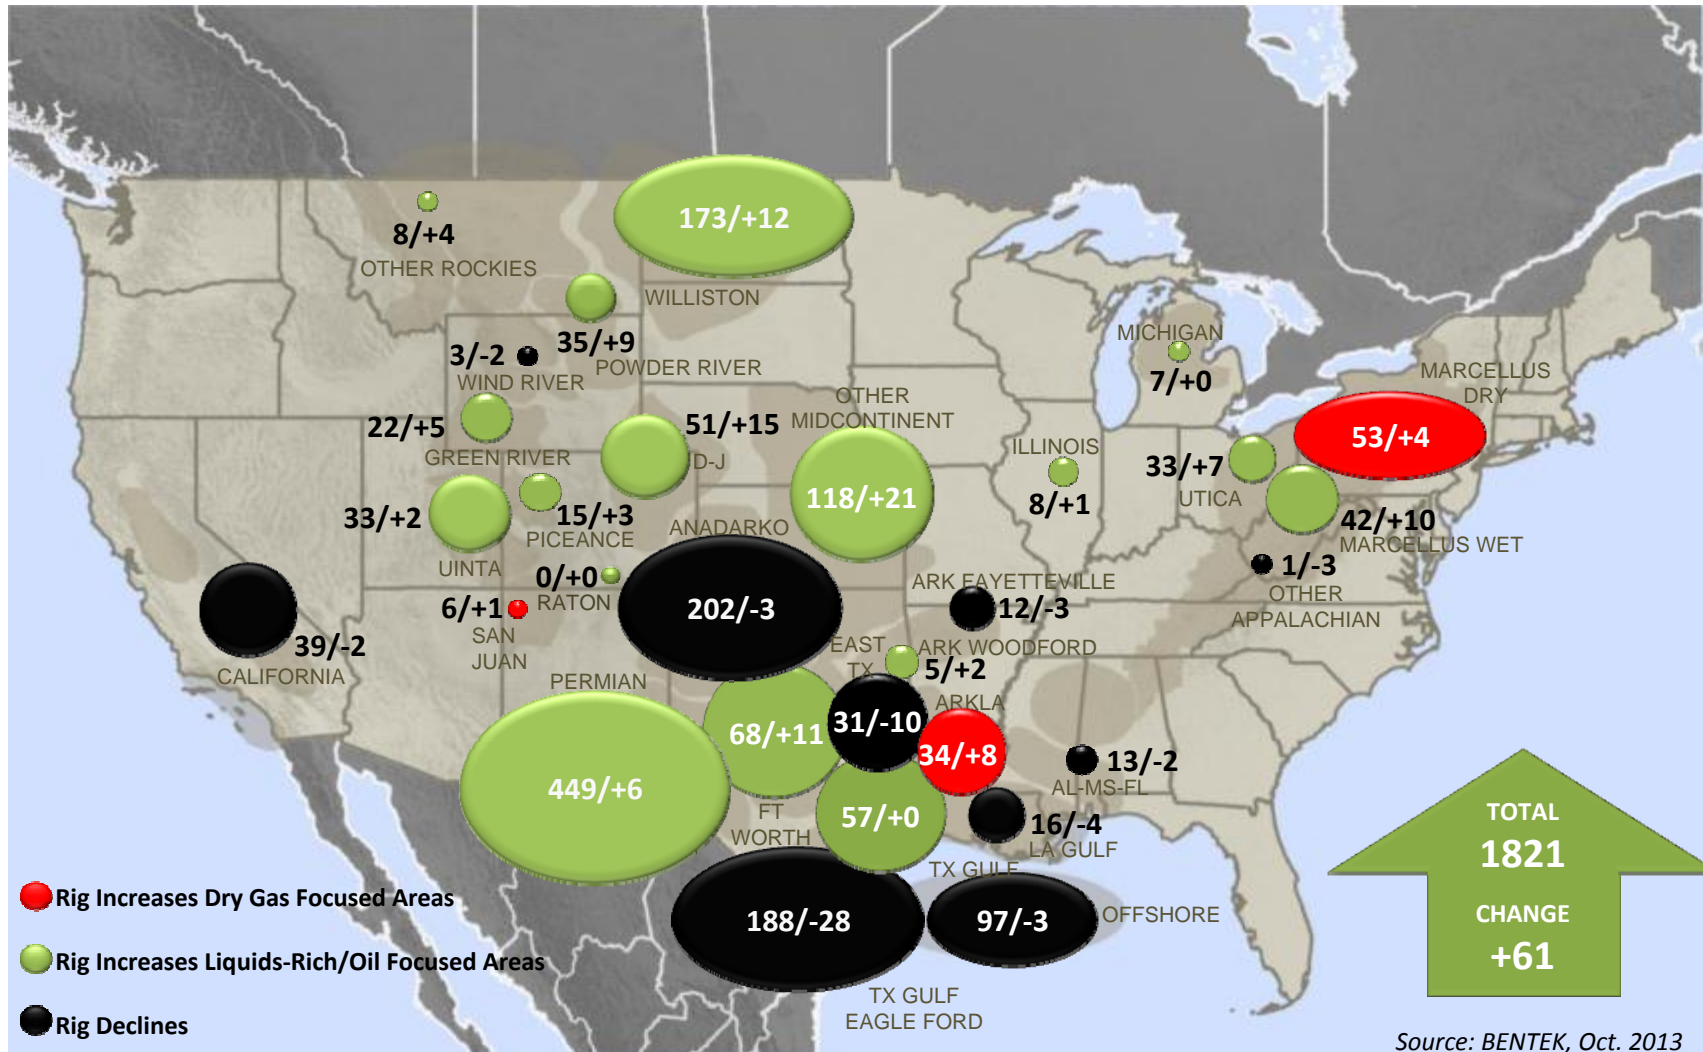 173/+12
8/+4
OTHER ROCKIES
WILLISTON
35/+9
POWDER RIVER
3/-2
WIND RIVER
MICHIGAN
7/+0
MARCELLUS
DRY
53/+4
22/+5
GREEN RIVER
51/+15
D-J
OTHER
MIDCONTINENT
118/+21
ILLINOIS
8/+1
33/+7
UTICA
42/+10
MARCELLUS WET
33/+2
UINTA
15/+3
PICEANCE
ANADARKO
202/-3
0/+0
RATON
6/+1
SAN
JUAN
1/-3
OTHER
APPALACHIAN
ARK FAYETTEVILLE
12/-3
39/-2
CALIFORNIA
EAST
TX
ARK WOODFORD
5/+2
PERMIAN
449/+6
68/+11
FT
WORTH
31/-10
ARKLA
34/+8
13/-2
AL-MS-FL
57/+0
TX GULF
16/-4
LA GULF
188/-28
TX GULF
EAGLE FORD
97/-3
OFFSHORE
TOTAL
1821
CHANGE
+61
Rig Increases Dry Gas Focused Areas
Rig Increases Liquids-Rich/Oil Focused Areas
Rig Declines
Source: BENTEK, Oct. 2013